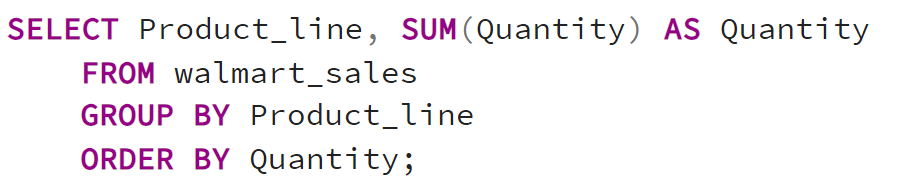 SELECT Product_line, SUM(Quantity) AS Quantity
FROM walmart_sales
GROUP BY Product_line
ORDER BY Quantity;